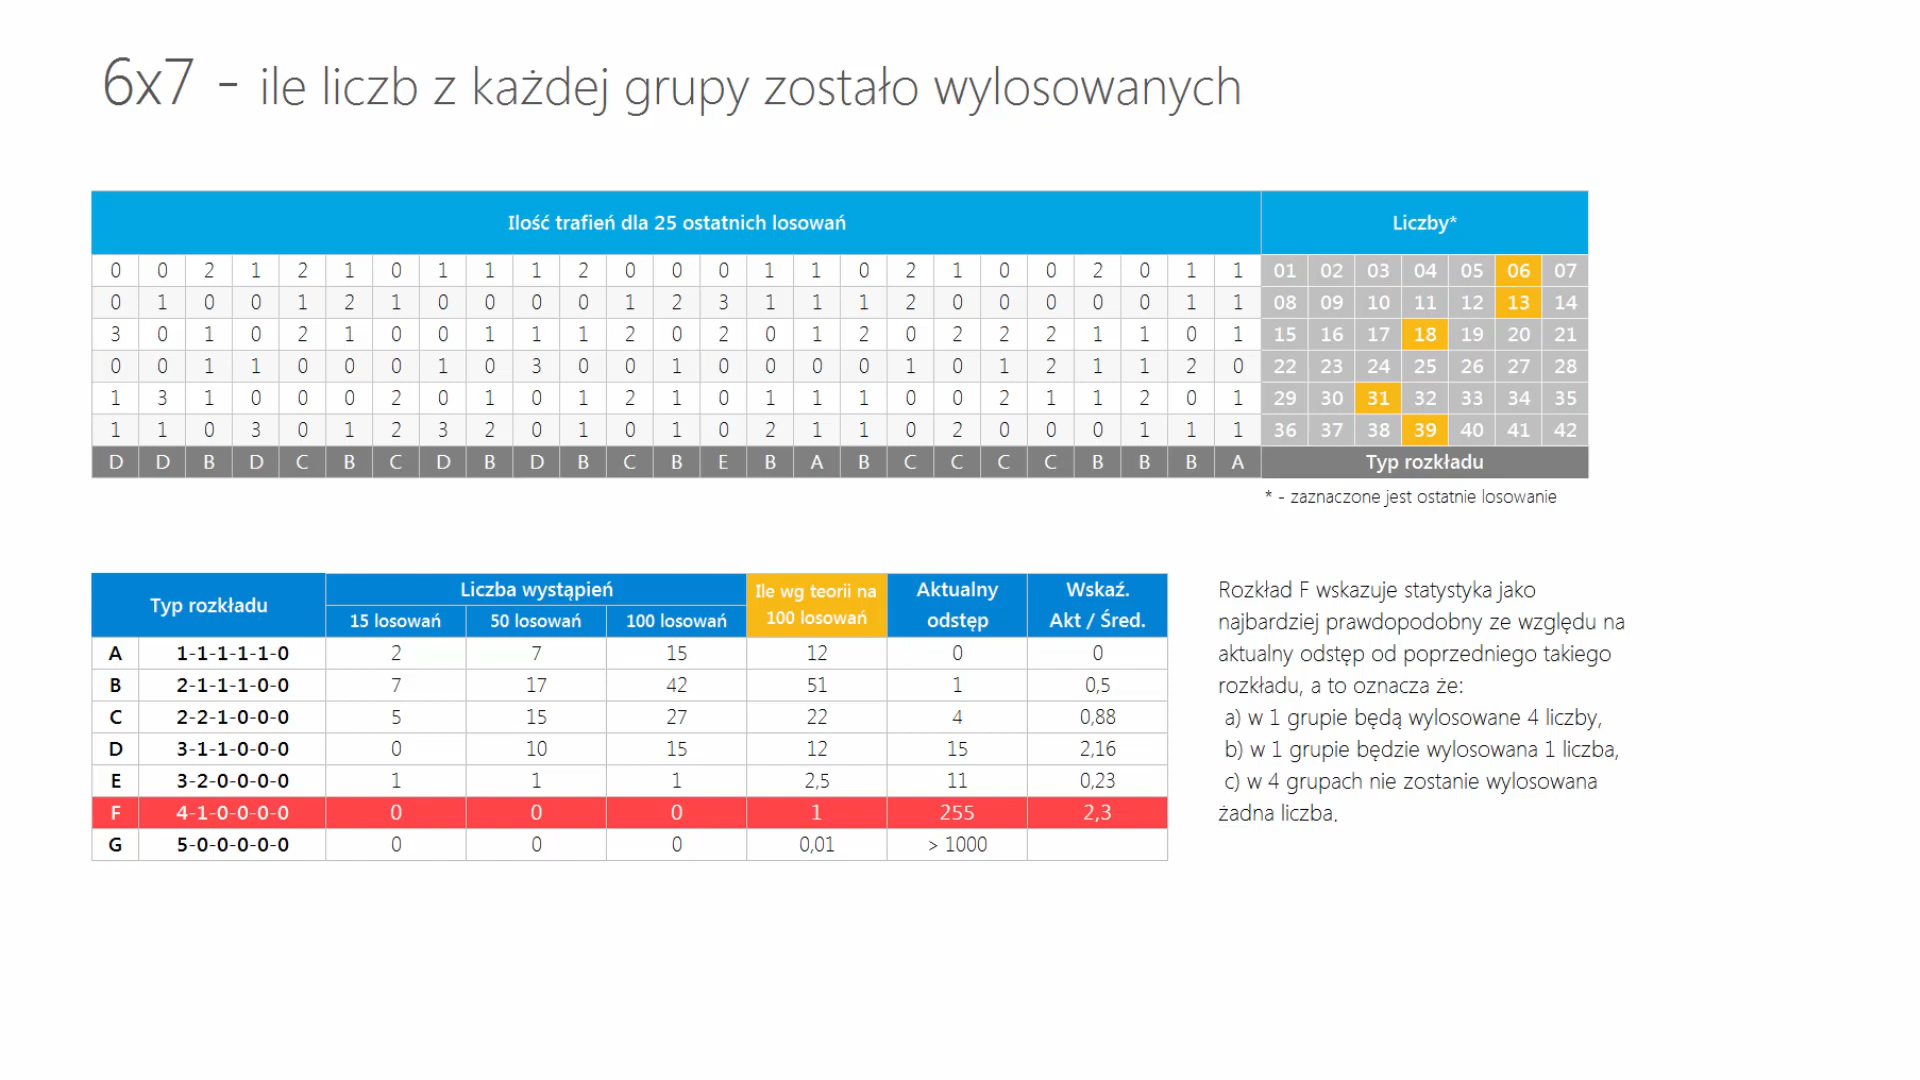 6x7 - ile liczb z każdej grupy zostało wylosowanych
Ilość trafień dla 25 ostatnich losowań Liczby*
0 0 2 1 2 1 0 1 1 1 2 0 0 0 1 1 0 2 1 0 0 2 0 1 1 01 02 03 04 05 06 07
0 1 0 0 1 2 1 0 0 0 0 1 2 3 1 1 1 2 0 0 0 0 0 1 1 08 09 10 11 12 13 14
3 0 1 0 2 1 0 0 1 1 1 2 0 2 0 1 2 0 2 2 2 1 1 0 1 15 16 17 18 19 20 21
0 0 1 1 0 0 0 1 0 3 0 0 1 0 0 0 0 1 0 1 2 1 1 2 0 22 23 24 25 26 27 28
1 3 1 0 0 0 2 0 1 0 1 2 1 0 1 1 1 0 0 2 1 1 2 0 1 29 30 31 32 33 34 35
1 1 0 3 0 1 2 3 2 0 1 0 1 0 2 1 1 0 2 0 0 0 1 1 1 36 37 38 39 40 41 42
D D B D C B C D B D B C B E B A B C C C C B B B A Typ rozkładu
* - zaznaczone jest ostatnie losowanie
Typ rozkładu Liczba wystąpień Ile wg teorii na 100 losowań Aktualny odstęp Wskaź. Akt / Śred.
15 losowań 50 losowań 100 losowań
A 1-1-1-1-1-0 2 7 15 12 0 0
B 2-1-1-1-0-0 7 17 42 51 1 0,5
C 2-2-1-0-0-0 5 15 27 22 4 0,88
D 3-1-1-0-0-0 0 10 15 12 15 2,16
E 3-2-0-0-0-0 1 1 1 2,5 11 0,23
F 4-1-0-0-0-0 0 0 0 1 255 2,3
G 5-0-0-0-0-0 0 0 0 0,01 > 1000
Rozkład F wskazuje statystyka jako
najbardziej prawdopodobny ze względu na
aktualny odstęp od poprzedniego takiego
rozkładu, a to oznacza że:
a) w 1 grupie będą wylosowane 4 liczby,
b) w 1 grupie będzie wylosowana 1 liczba,
c) w 4 grupach nie zostanie wylosowana
żadna liczba.